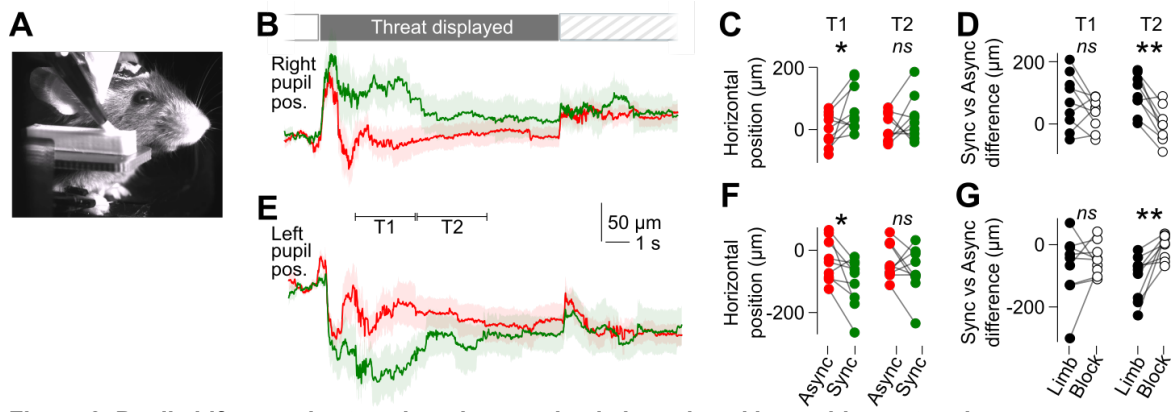 A
B
Threat displayed
Right
pupil
pos.
C
T1
T2
*
ns
200
0
Horizontal
position (µm)
D
T1
T2
ns
**
200
0
Sync vs Async
difference (µm)
E
T1
T2
50 µm
1 s
Left
pupil
pos.
F
*
ns
0
-200
Horizontal
position (µm)
Async
Sync
Async
Sync
G
ns
**
0
-200
Sync vs Async
difference (µm)
Limb
Block
Limb
Block